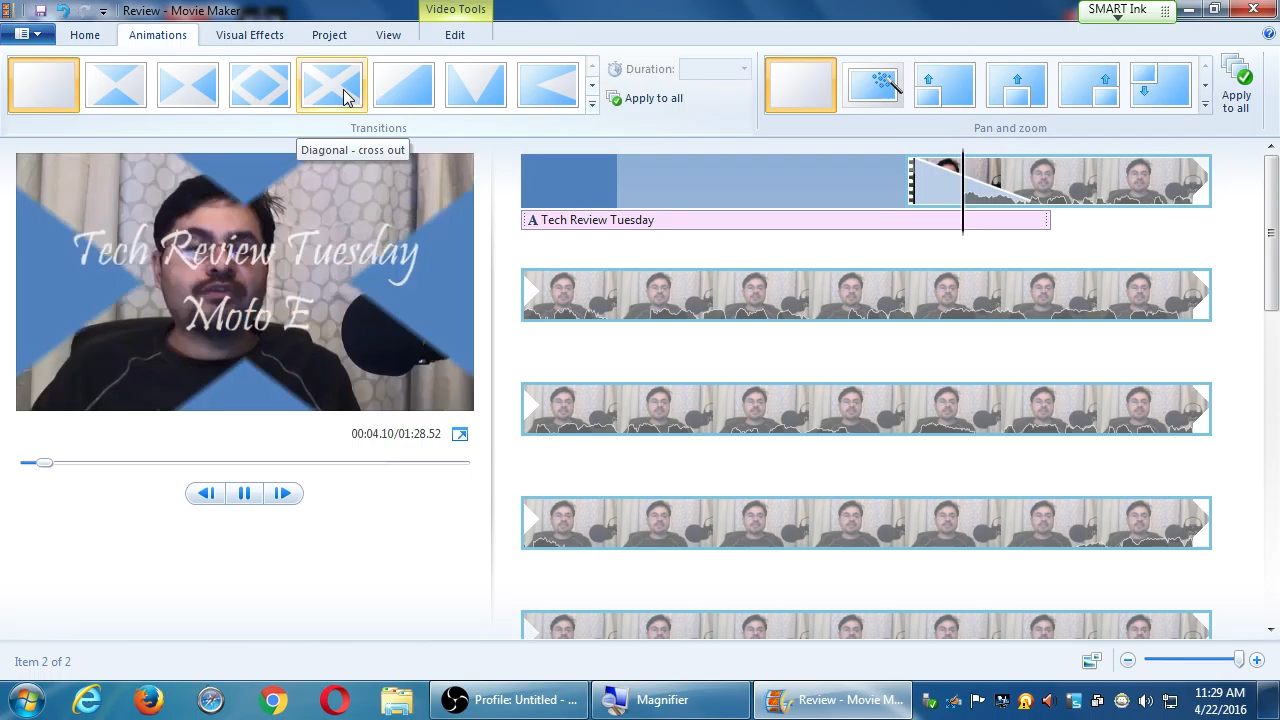 Review - Movie Maker
Video Tools
SMART Ink
Home
Animations
Visual Effects
Project
View
Edit
Duration:
Apply to all
Apply
to all
Transitions
Pan and zoom
Diagonal - cross out
Tech Review Tuesday
Moto E
A Tech Review Tuesday
00:04.10/01:28.52
Item 2 of 2
Profile: Untitled - ...
Magnifier
Review - Movie M...
11:29 AM
4/22/2016